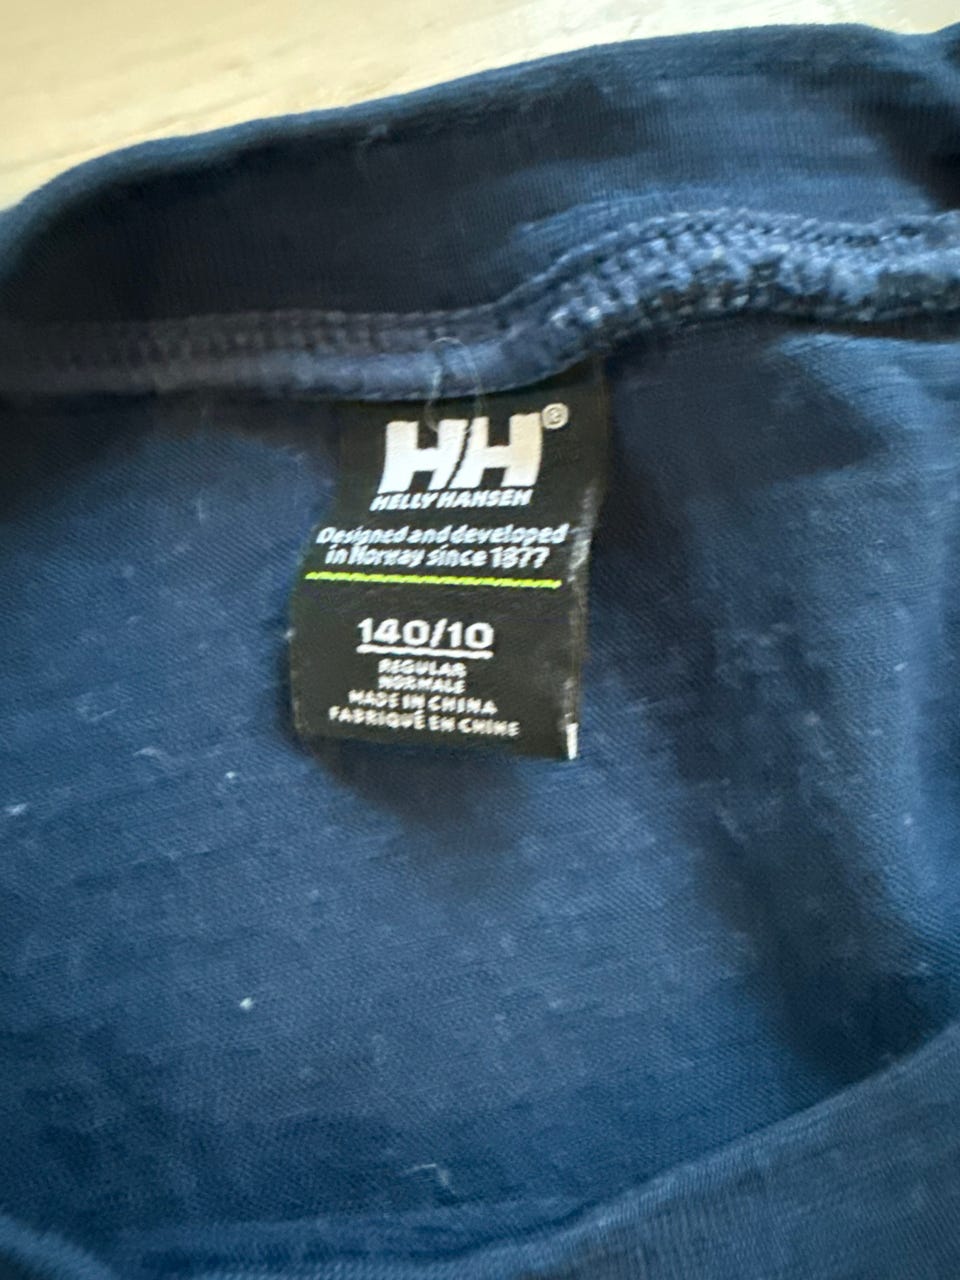 HH®
HELLY HANSEN
Designed and developed
in Norway since 1877
140/10
REGULAR
NORMALE
MADE IN CHINA
FABRIQUÉ EN CHINE